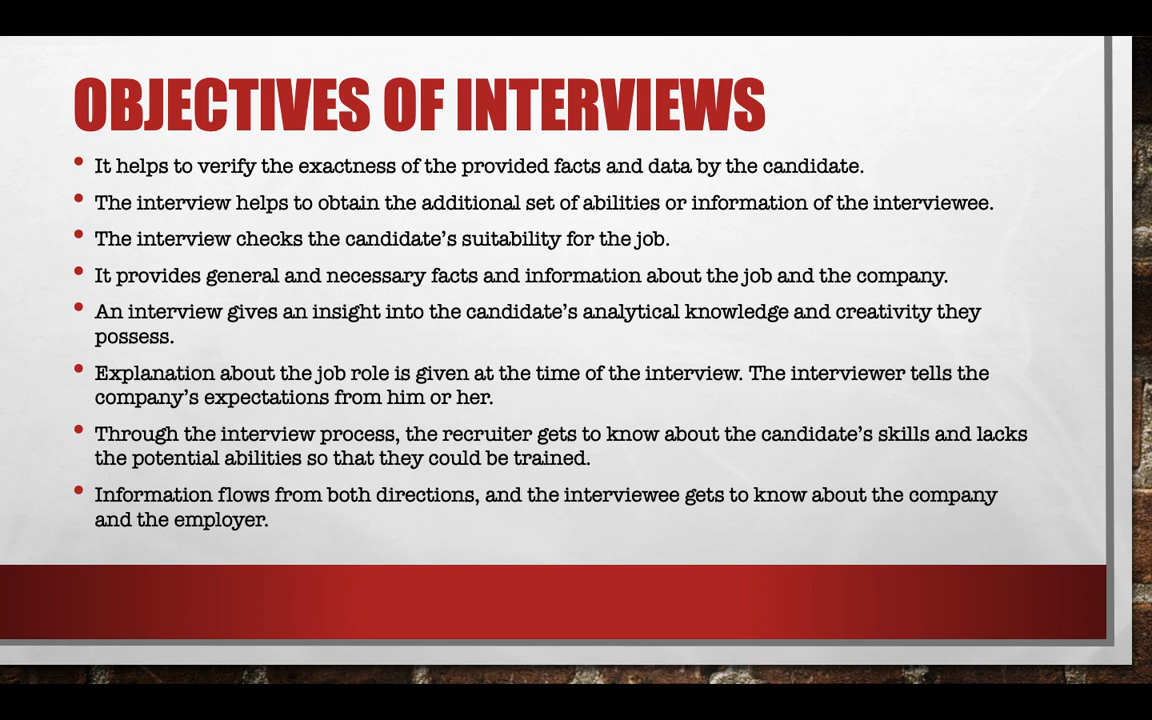 OBJECTIVES OF INTERVIEWS
• It helps to verify the exactness of the provided facts and data by the candidate.
• The interview helps to obtain the additional set of abilities or information of the interviewee.
• The interview checks the candidate’s suitability for the job.
• It provides general and necessary facts and information about the job and the company.
• An interview gives an insight into the candidate’s analytical knowledge and creativity they
possess.
• Explanation about the job role is given at the time of the interview. The interviewer tells the
company’s expectations from him or her.
• Through the interview process, the recruiter gets to know about the candidate’s skills and lacks
the potential abilities so that they could be trained.
• Information flows from both directions, and the interviewee gets to know about the company
and the employer.